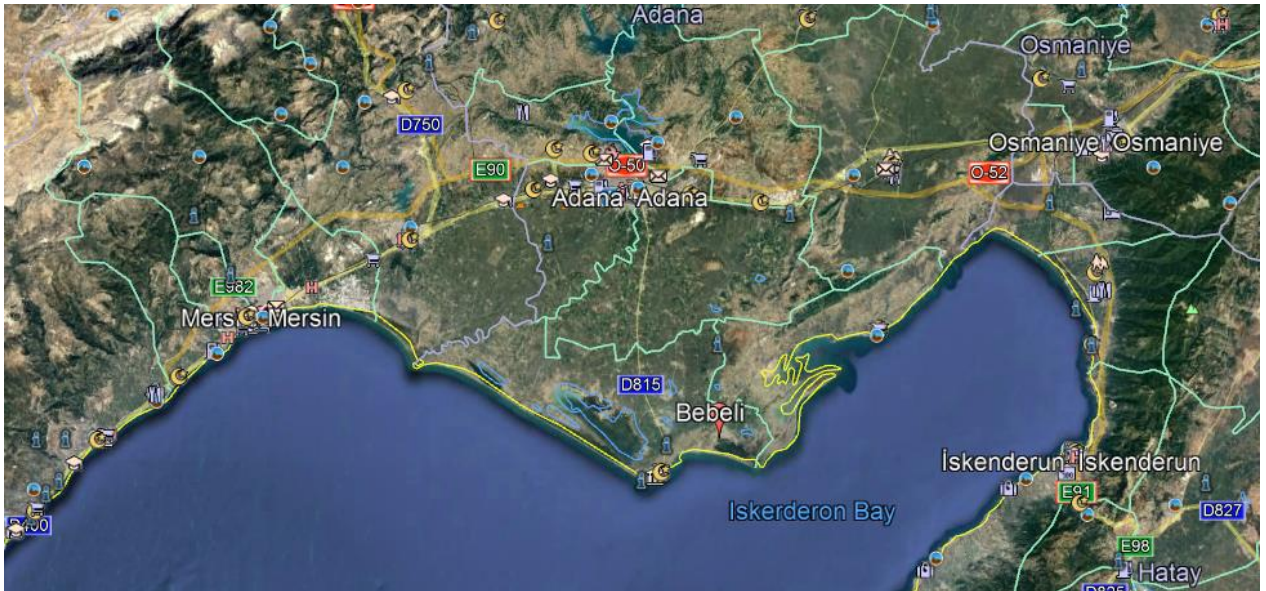 Adana
Osmaniye
D750
Osmaniye Osmaniye
E90
O-50
O-52
Adana Adana
E982
Mersin
D815
Bebeli
İskenderun İskenderun
E91
Iskerderon Bay
D827
D400
E98
Hatay